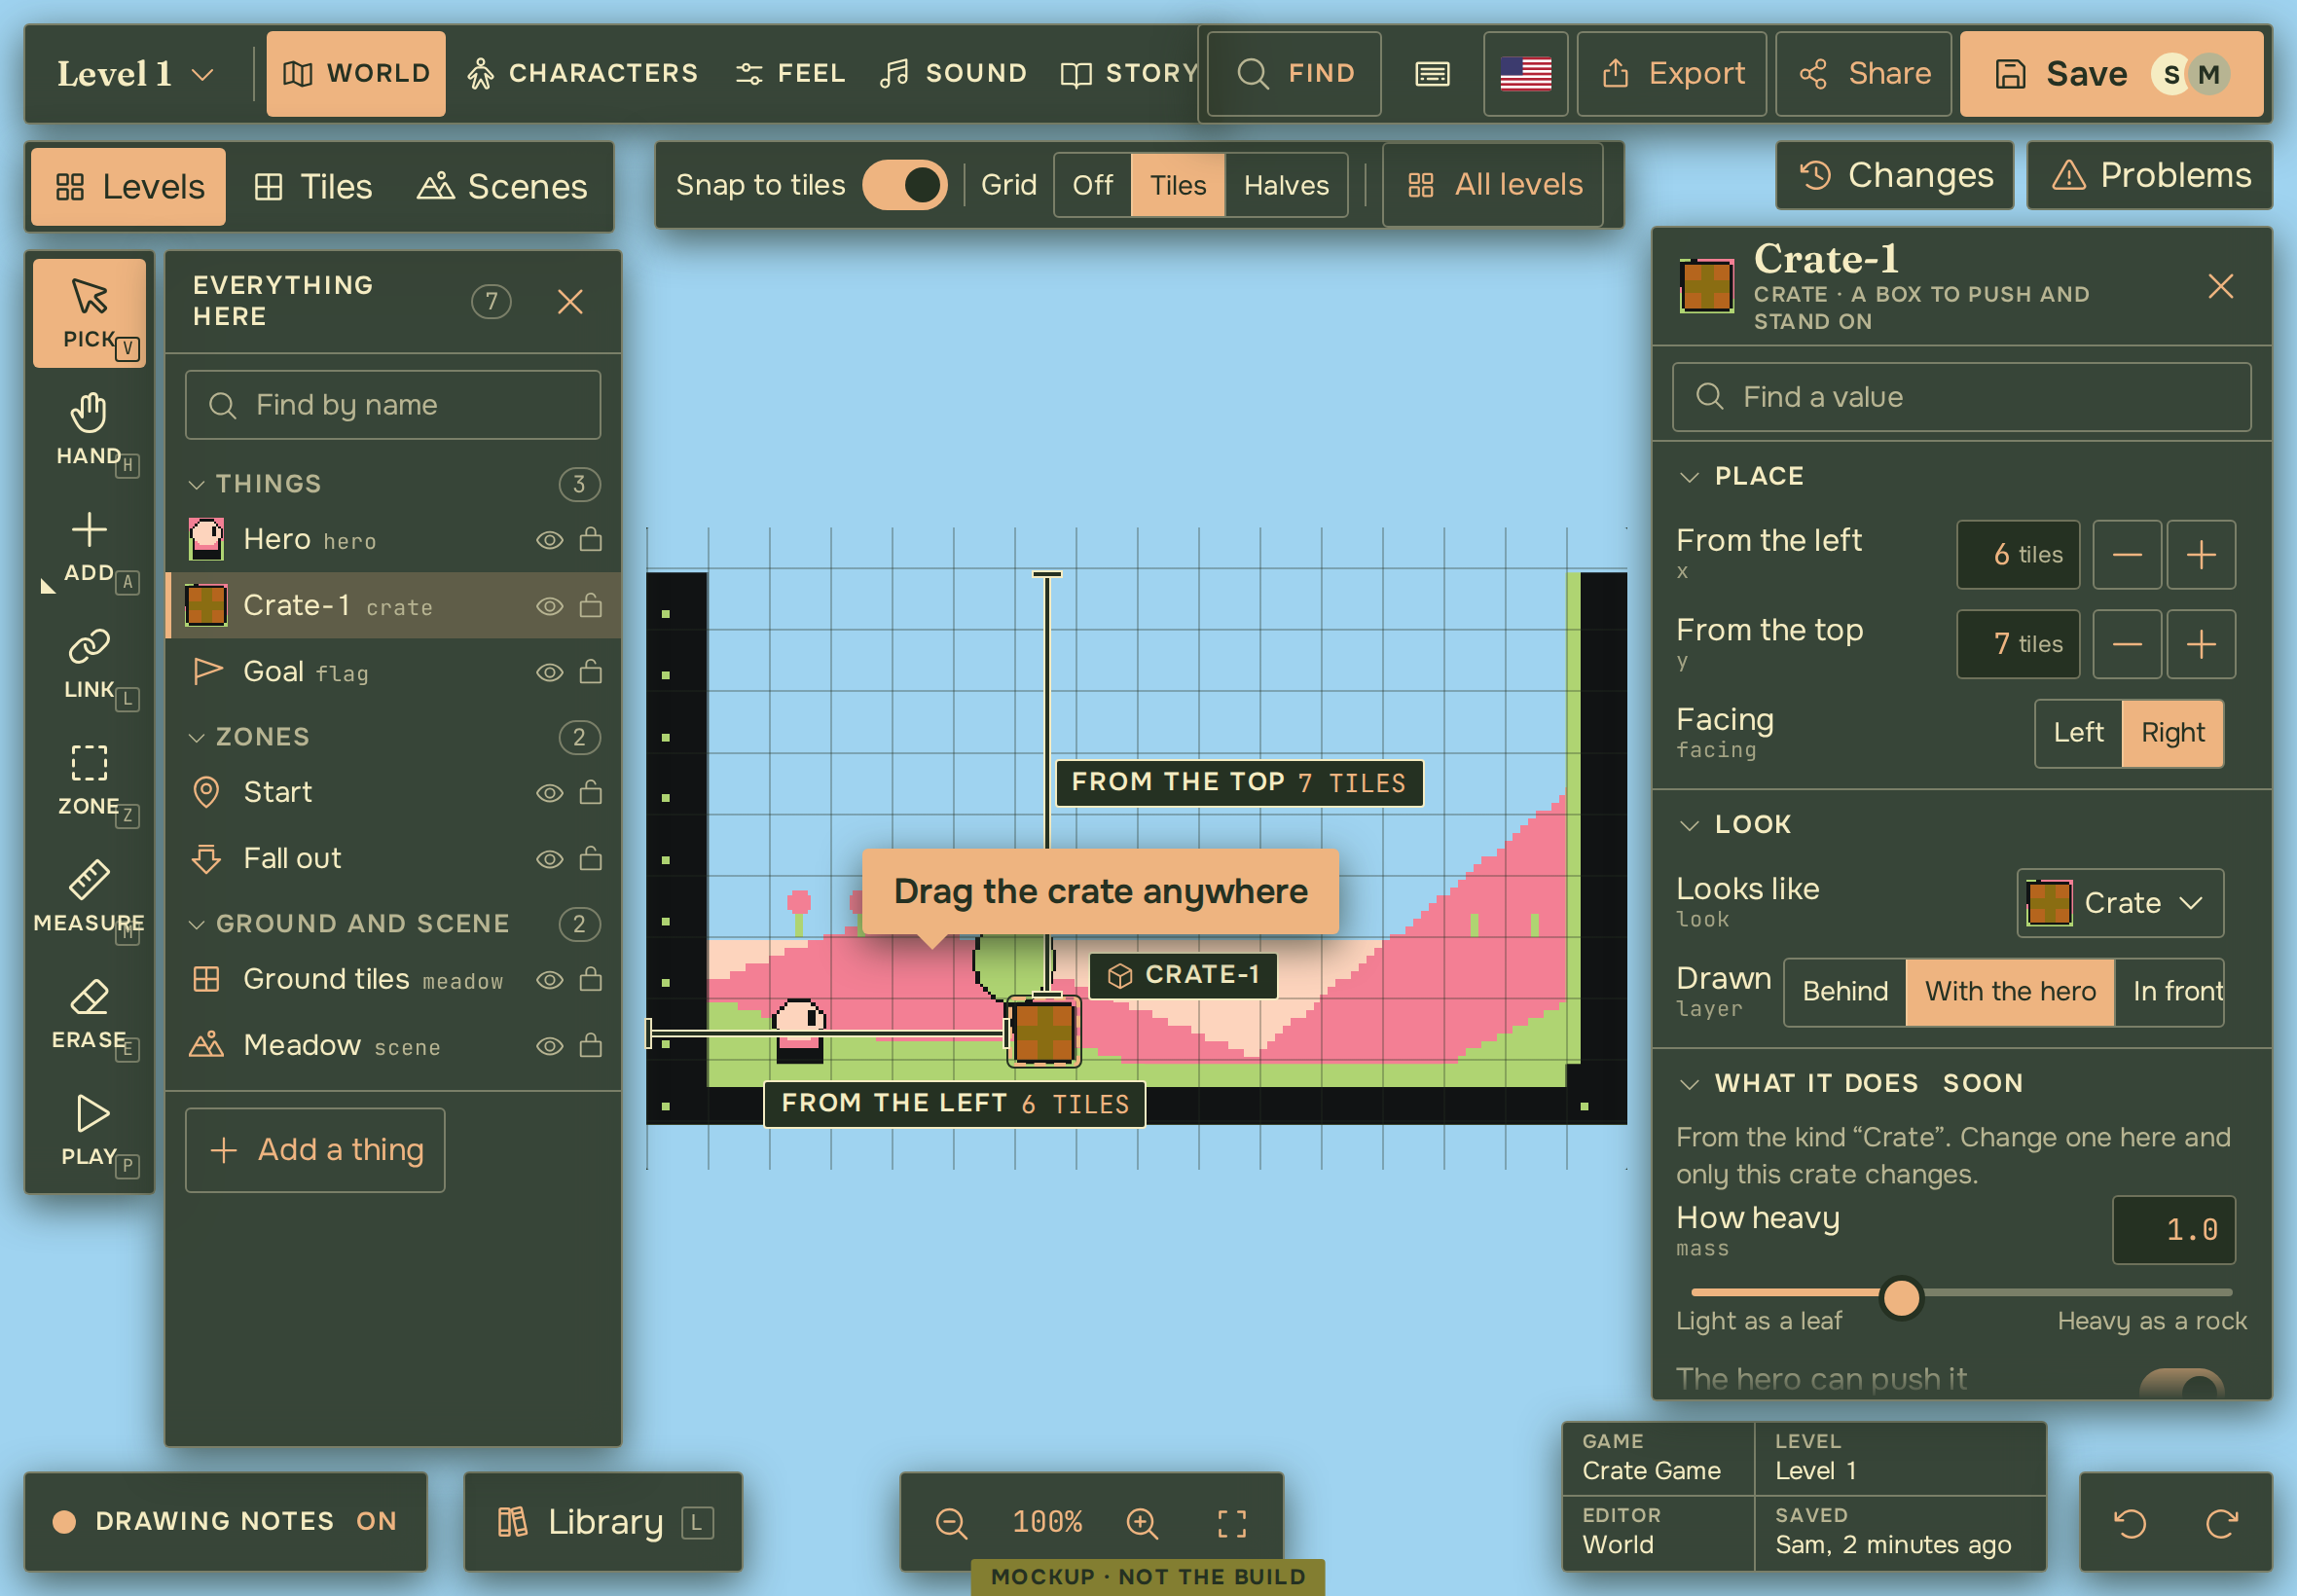 Level 1
WORLD
CHARACTERS
FEEL
SOUND
STORY
FIND
Export
Share
Save
S
M
Levels
Tiles
Scenes
Snap to tiles
Grid
Off
Tiles
Halves
All levels
Changes
Problems
PICK
V
HAND
H
ADD
A
LINK
L
ZONE
Z
MEASURE
M
ERASE
E
PLAY
P
EVERYTHING
HERE
7
Find by name
THINGS
3
Hero hero
Crate-1 crate
Goal flag
ZONES
2
Start
Fall out
GROUND AND SCENE
2
Ground tiles meadow
Meadow scene
Add a thing
FROM THE TOP 7 TILES
Drag the crate anywhere
CRATE-1
FROM THE LEFT 6 TILES
Crate-1
CRATE · A BOX TO PUSH AND
STAND ON
Find a value
PLACE
From the left
x
6 tiles
From the top
y
7 tiles
Facing
facing
Left
Right
LOOK
Looks like
look
Crate
Drawn
layer
Behind
With the hero
In front
WHAT IT DOES SOON
From the kind “Crate”. Change one here and
only this crate changes.
How heavy
mass
1.0
Light as a leaf
Heavy as a rock
The hero can push it
DRAWING NOTES ON
Library L
100%
MOCKUP · NOT THE BUILD
GAME
Crate Game
LEVEL
Level 1
EDITOR
World
SAVED
Sam, 2 minutes ago